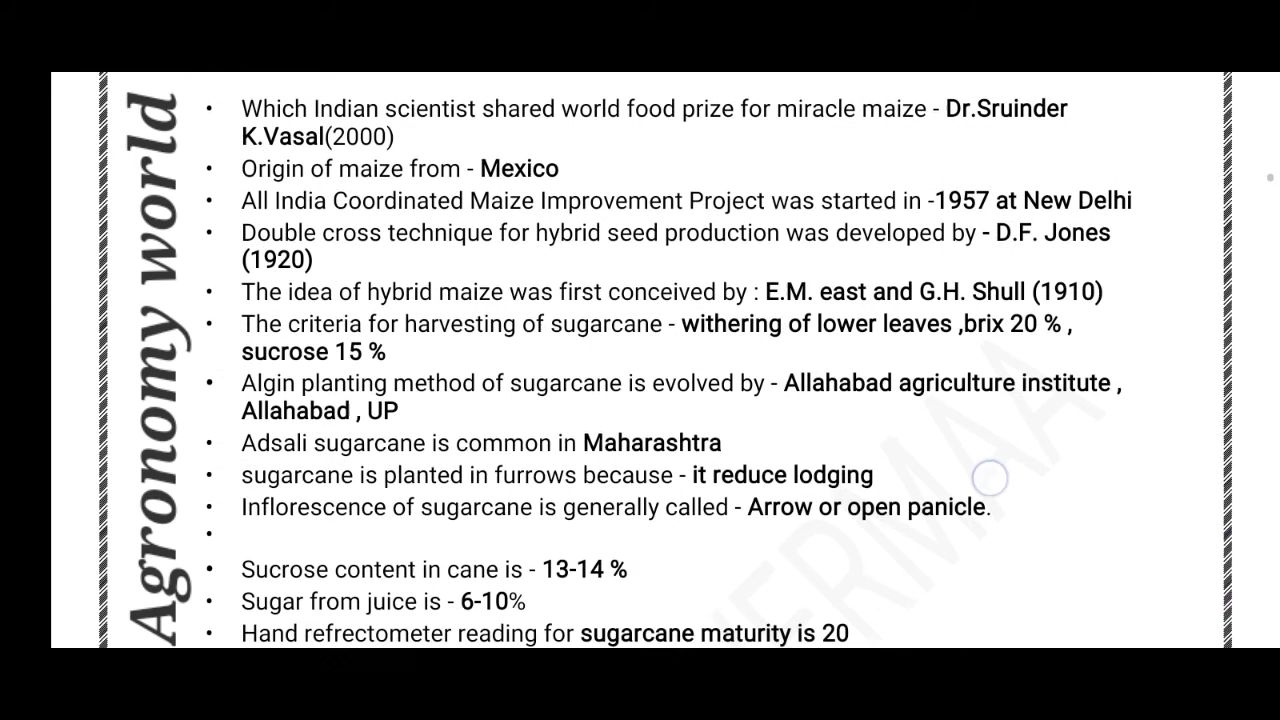 Agronomy world
• Which Indian scientist shared world food prize for miracle maize - Dr.Sruinder
K.Vasal(2000)
• Origin of maize from - Mexico
• All India Coordinated Maize Improvement Project was started in -1957 at New Delhi
• Double cross technique for hybrid seed production was developed by - D.F. Jones
(1920)
• The idea of hybrid maize was first conceived by : E.M. east and G.H. Shull (1910)
• The criteria for harvesting of sugarcane - withering of lower leaves ,brix 20 % ,
sucrose 15 %
• Algin planting method of sugarcane is evolved by - Allahabad agriculture institute ,
Allahabad , UP
• Adsali sugarcane is common in Maharashtra
• sugarcane is planted in furrows because - it reduce lodging
• Inflorescence of sugarcane is generally called - Arrow or open panicle.
•
• Sucrose content in cane is - 13-14 %
• Sugar from juice is - 6-10%
• Hand refrectometer reading for sugarcane maturity is 20